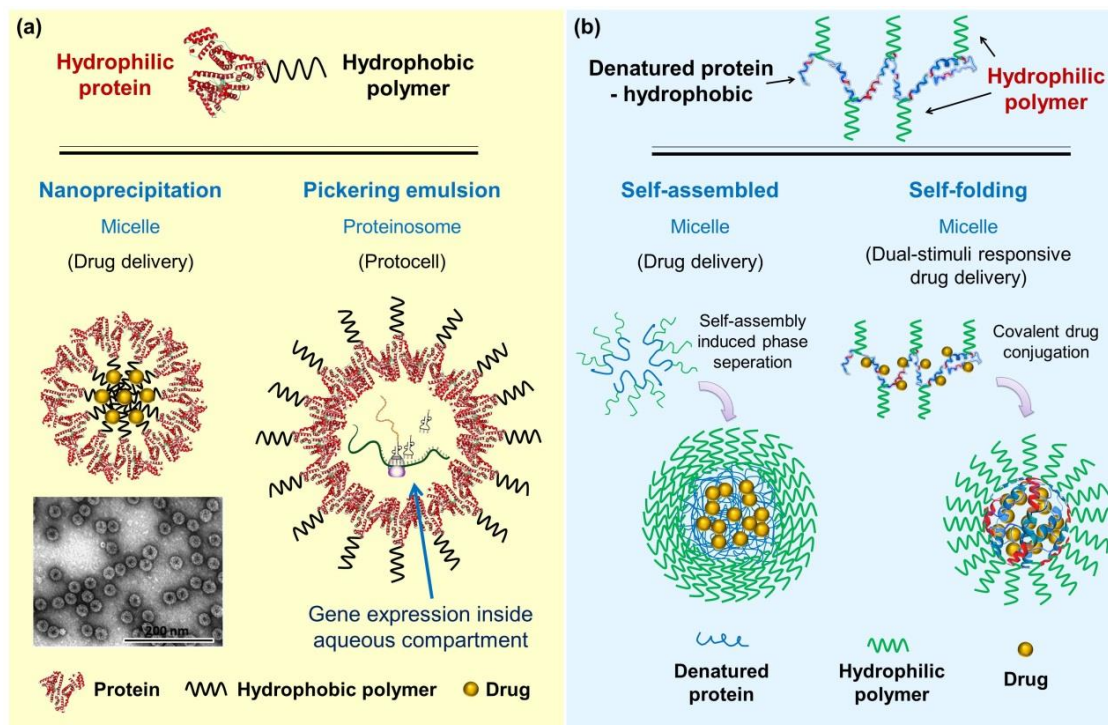 (a)
Hydrophilic
protein
Hydrophobic
polymer
Nanoprecipitation
Micelle
(Drug delivery)
Pickering emulsion
Proteinosome
(Protocell)
200 nm
Gene expression inside
aqueous compartment
Protein
Hydrophobic polymer
Drug
(b)
Denatured protein
- hydrophobic
Hydrophilic
polymer
Self-assembled
Micelle
(Drug delivery)
Self-folding
Micelle
(Dual-stimuli responsive
drug delivery)
Self-assembly
induced phase
seperation
Covalent drug
conjugation
Denatured
protein
Hydrophilic
polymer
Drug